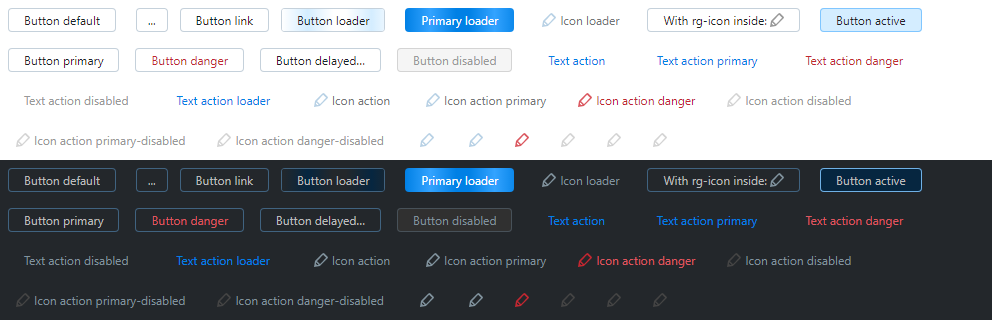 Button default ... Button link Button loader Primary loader Icon loader With rg-icon inside: Button active
Button primary Button danger Button delayed... Button disabled Text action Text action primary Text action danger
Text action disabled Text action loader Icon action Icon action primary Icon action danger Icon action disabled
Icon action primary-disabled Icon action danger-disabled
Button default ... Button link Button loader Primary loader Icon loader With rg-icon inside: Button active
Button primary Button danger Button delayed... Button disabled Text action Text action primary Text action danger
Text action disabled Text action loader Icon action Icon action primary Icon action danger Icon action disabled
Icon action primary-disabled Icon action danger-disabled